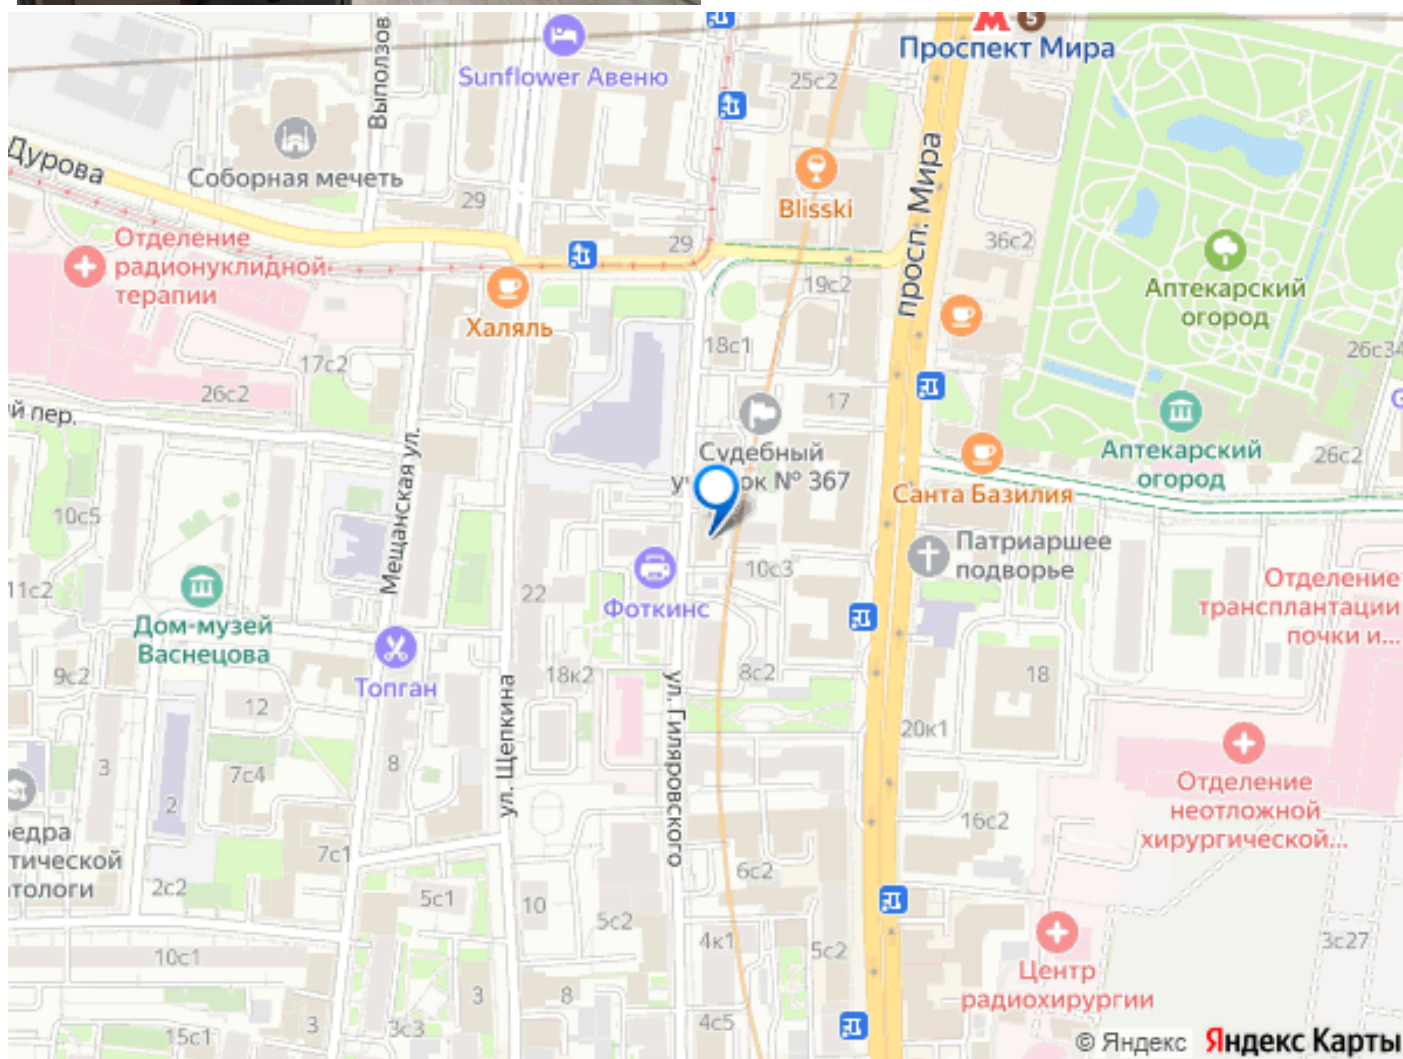 5
Проспект Мира
Sunflower Авеню
25с2
Выползов
Дурова
Соборная мечеть
29
Blisski
просп. Мира
36с2
Отделение
радионуклидной
терапии
29
19с2
Аптекарский
огород
Халяль
18с1
17с2
26с34
26с2
17
й пер.
Мещанская ул.
Судебный
№ 367
Аптекарский
огород
26с2
Санта Базилия
10с5
Патриаршее
подворье
10с3
11с2
22
Фоткинс
Отделение
трансплантации
почки и...
Дом-музей
Васнецова
9с2
Топган
18к2
8с2
18
12
ул. Щепкина
ул. Гиляровского
20к1
3
7с4
8
2
Отделение
неотложной
хирургической...
16с2
едра
тической
атологи
7с1
6с2
2с2
5с1
10
5с2
4к1
5с2
3с27
10с1
Центр
радиохирургии
3
8
15с1
3
3с3
4с5
© Яндекс Яндекс Карты